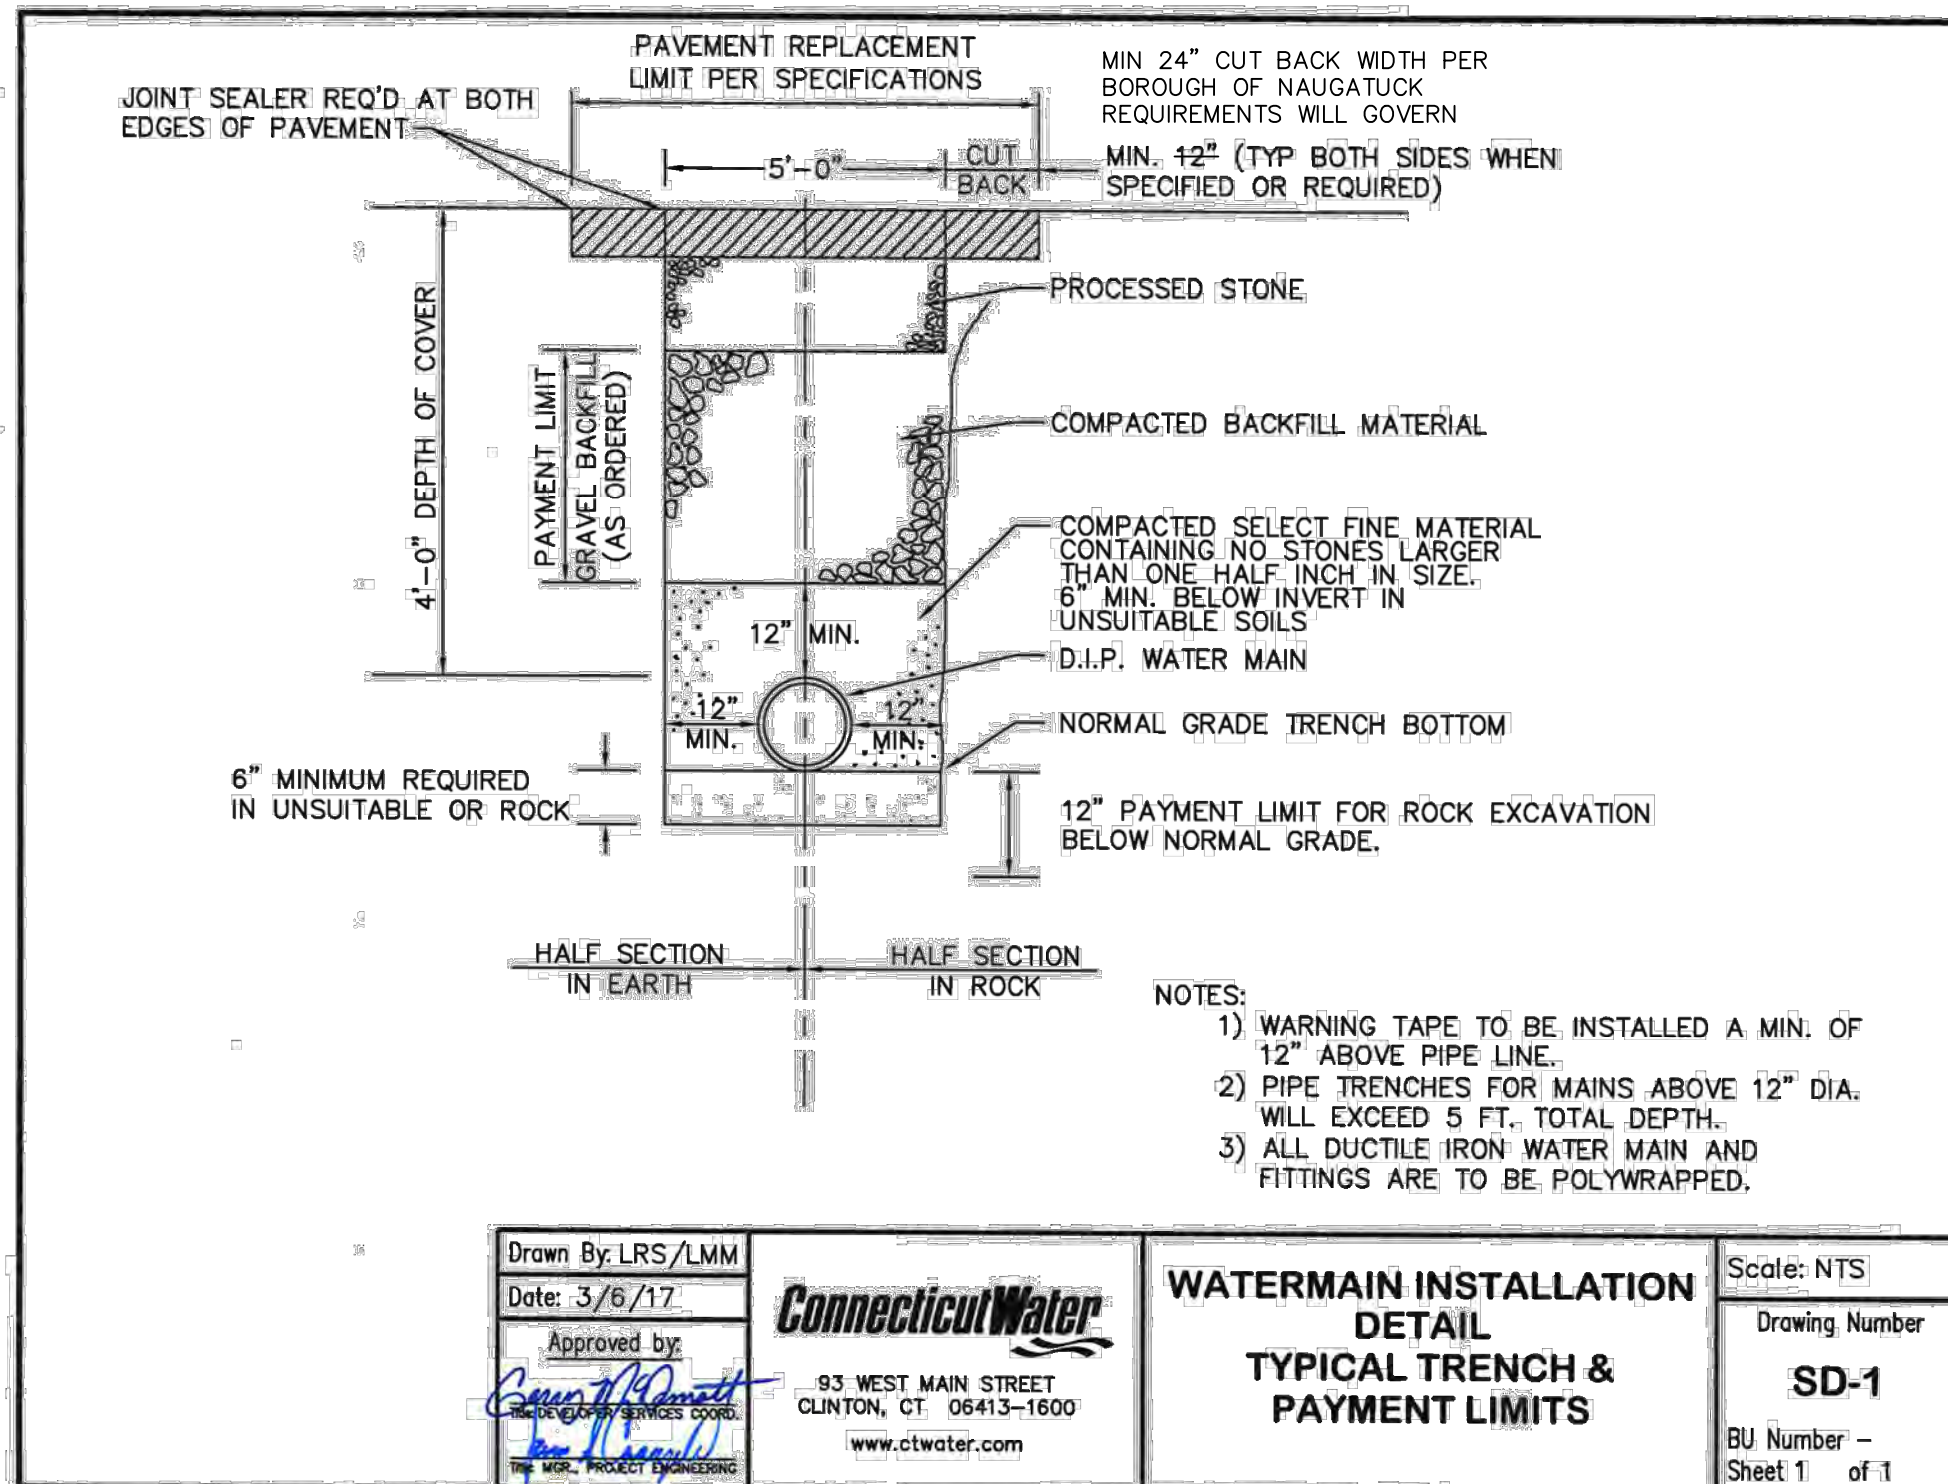 PAVEMENT REPLACEMENT
LIMIT PER SPECIFICATIONS
MIN 24" CUT BACK WIDTH PER
BOROUGH OF NAUGATUCK
REQUIREMENTS WILL GOVERN
JOINT SEALER REQ'D AT BOTH
EDGES OF PAVEMENT
5'-0"
CUT
BACK
MIN. 12" (TYP BOTH SIDES WHEN
SPECIFIED OR REQUIRED)
PROCESSED STONE
4'-0" DEPTH OF COVER
PAYMENT LIMIT
GRAVEL BACKFILL
(AS ORDERED)
COMPACTED BACKFILL MATERIAL
COMPACTED SELECT FINE MATERIAL
CONTAINING NO STONES LARGER
THAN ONE HALF INCH IN SIZE.
6" MIN. BELOW INVERT IN
UNSUITABLE SOILS
12" MIN.
D.I.P. WATER MAIN
12"
MIN.
12"
MIN.
NORMAL GRADE TRENCH BOTTOM
6" MINIMUM REQUIRED
IN UNSUITABLE OR ROCK
12" PAYMENT LIMIT FOR ROCK EXCAVATION
BELOW NORMAL GRADE.
HALF SECTION
IN EARTH
HALF SECTION
IN ROCK
NOTES:
1) WARNING TAPE TO BE INSTALLED A MIN. OF
12" ABOVE PIPE LINE.
2) PIPE TRENCHES FOR MAINS ABOVE 12" DIA.
WILL EXCEED 5 FT. TOTAL DEPTH.
3) ALL DUCTILE IRON WATER MAIN AND
FITTINGS ARE TO BE POLYWRAPPED.
Drawn By: LRS/LMM
Date: 3/6/17
Approved by:
Title: DEVELOPER SERVICES COORD.
Title: MGR., PROJECT ENGINEERING
ConnecticutWater
93 WEST MAIN STREET
CLINTON, CT 06413-1600
www.ctwater.com
WATERMAIN INSTALLATION
DETAIL
TYPICAL TRENCH &
PAYMENT LIMITS
Scale: NTS
Drawing Number
SD-1
BU Number -
Sheet 1 of 1